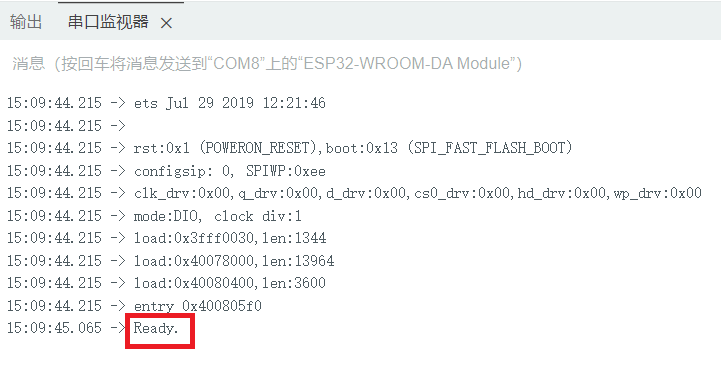 输出 串口监视器 ×
消息（按回车将消息发送到“COM8”上的“ESP32-WROOM-DA Module”）
15:09:44.215 -> ets Jul 29 2019 12:21:46
15:09:44.215 ->
15:09:44.215 -> rst:0x1 (POWERON_RESET),boot:0x13 (SPI_FAST_FLASH_BOOT)
15:09:44.215 -> configsip: 0, SPIWP:0xee
15:09:44.215 -> clk_drv:0x00,q_drv:0x00,d_drv:0x00,cs0_drv:0x00,hd_drv:0x00,wp_drv:0x00
15:09:44.215 -> mode:DIO, clock div:1
15:09:44.215 -> load:0x3fff0030,len:1344
15:09:44.215 -> load:0x40078000,len:13964
15:09:44.215 -> load:0x40080400,len:3600
15:09:44.215 -> entry 0x400805f0
15:09:45.065 -> Ready.